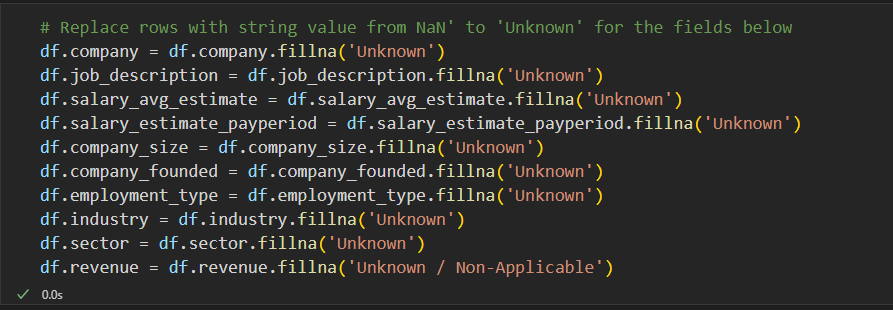 # Replace rows with string value from NaN' to 'Unknown' for the fields below
df.company = df.company.fillna('Unknown')
df.job_description = df.job_description.fillna('Unknown')
df.salary_avg_estimate = df.salary_avg_estimate.fillna('Unknown')
df.salary_estimate_payperiod = df.salary_estimate_payperiod.fillna('Unknown')
df.company_size = df.company_size.fillna('Unknown')
df.company_founded = df.company_founded.fillna('Unknown')
df.employment_type = df.employment_type.fillna('Unknown')
df.industry = df.industry.fillna('Unknown')
df.sector = df.sector.fillna('Unknown')
df.revenue = df.revenue.fillna('Unknown / Non-Applicable')
✓ 0.0s